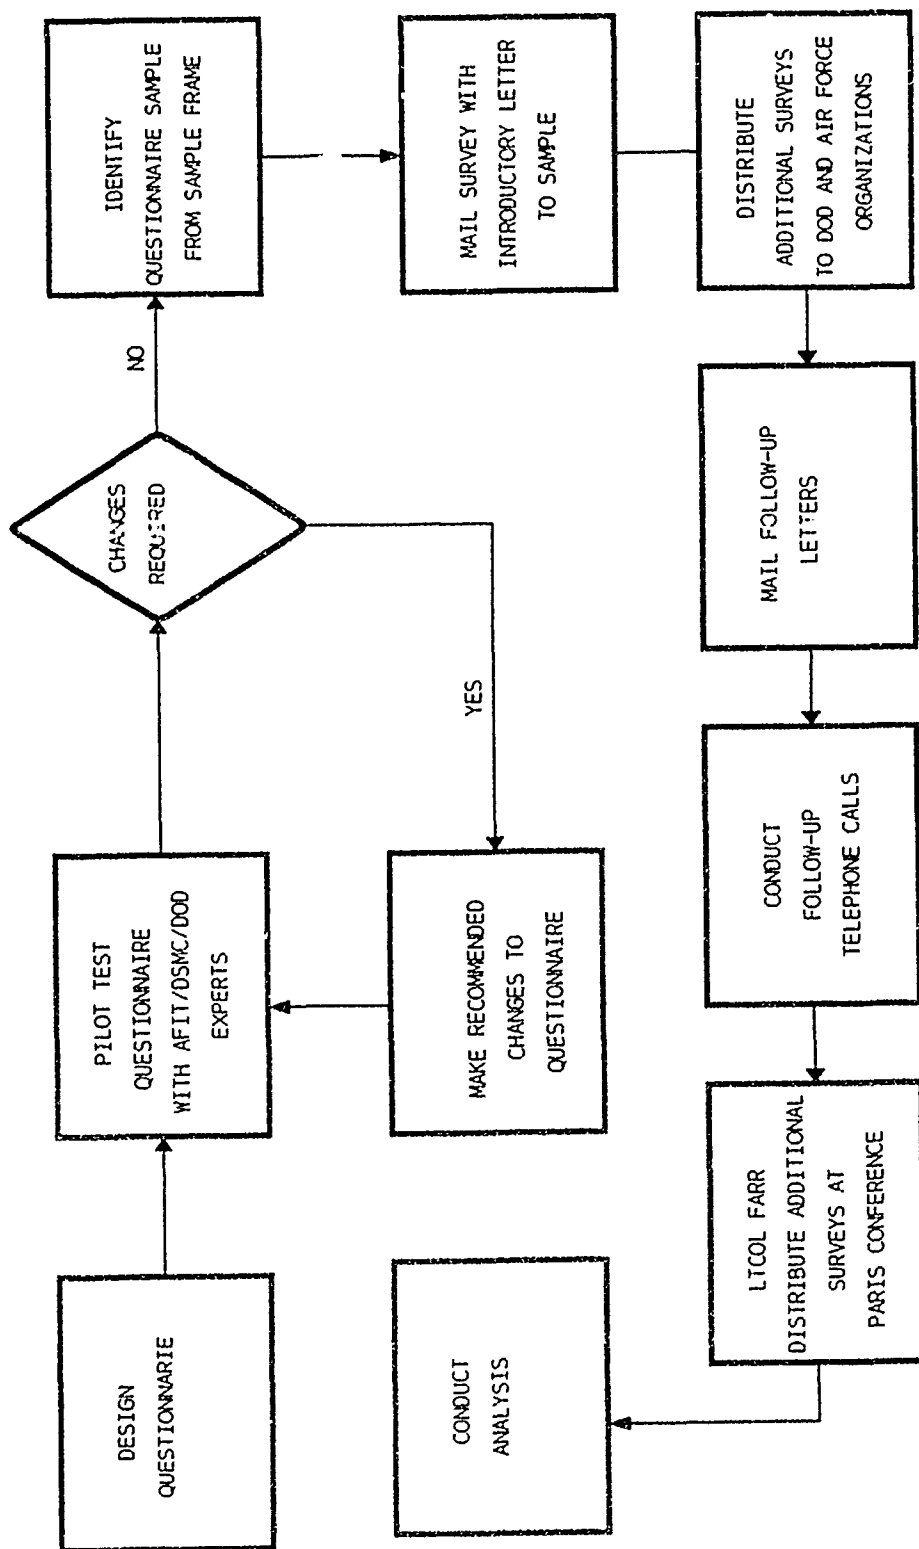 DESIGN
QUESTIONNARIE
PILOT TEST
QUESTIONNAIRE
WITH AFIT/DSMC/DOD
EXPERTS
CHANGES
REQUIRED
NO
YES
MAKE RECOMMENDED
CHANGES TO
QUESTIONNAIRE
IDENTIFY
QUESTIONNAIRE SAMPLE
FROM SAMPLE FRAME
MAIL SURVEY WITH
INTRODUCTORY LETTER
TO SAMPLE
DISTRIBUTE
ADDITIONAL SURVEYS
TO DOD AND AIR FORCE
ORGANIZATIONS
MAIL FOLLOW-UP
LETTERS
CONDUCT
FOLLOW-UP
TELEPHONE CALLS
LTCOL FARR
DISTRIBUTE ADDITIONAL
SURVEYS AT
PARIS CONFERENCE
CONDUCT
ANALYSIS